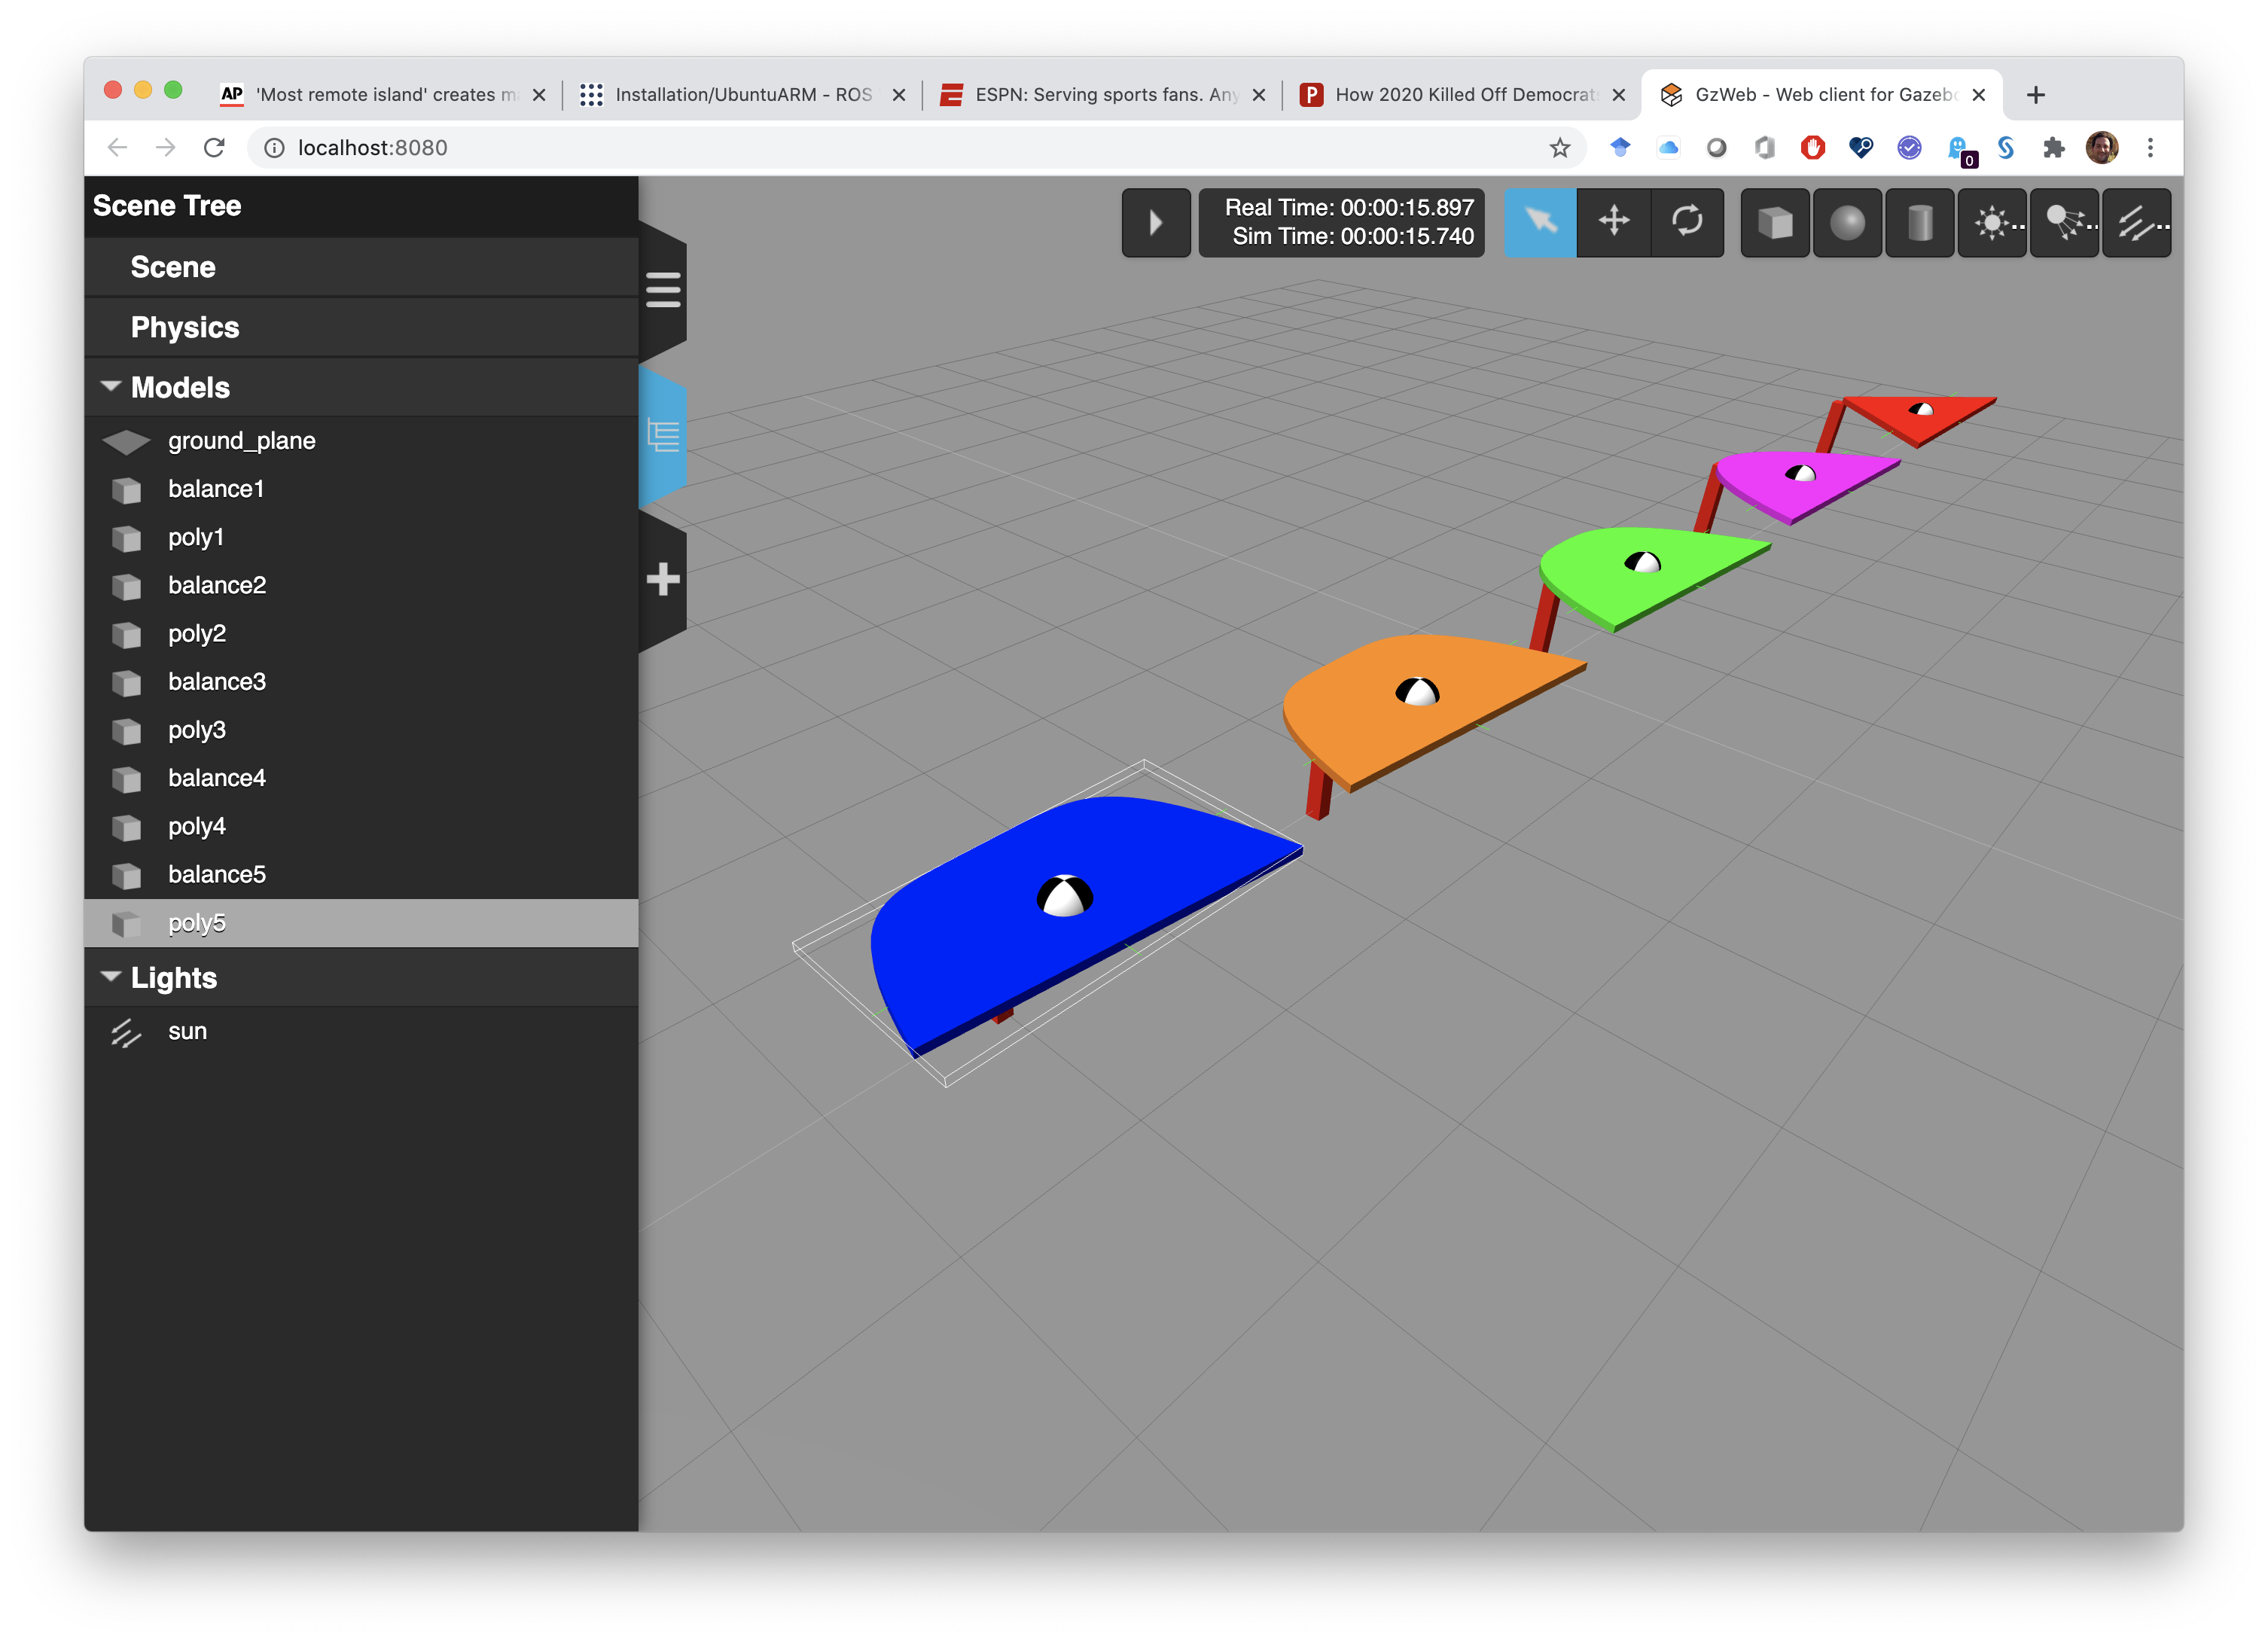 AP 'Most remote island' creates m
Installation/UbuntuARM - ROS
ESPN: Serving sports fans. Any
P How 2020 Killed Off Democrat
GzWeb - Web client for Gazebo
localhost:8080
0
Scene Tree
Real Time: 00:00:15.897
Sim Time: 00:00:15.740
Scene
Physics
Models
ground_plane
balance1
poly1
balance2
poly2
balance3
poly3
balance4
poly4
balance5
poly5
Lights
sun